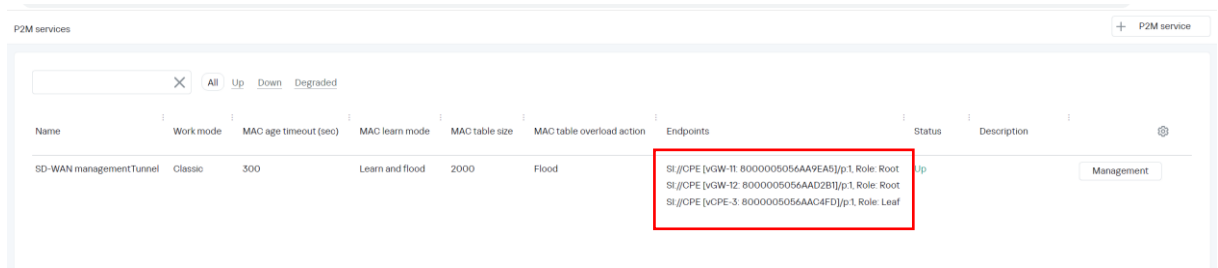 P2M services
+ P2M service
All Up Down Degraded
Name Work mode MAC age timeout (sec) MAC learn mode MAC table size MAC table overload action Endpoints Status Description
SD-WAN managementTunnel Classic 300 Learn and flood 2000 Flood SI://CPE [vGW-11: 8000005056AA9EA5]/p:1, Role: Root Up Management
SI://CPE [vGW-12: 8000005056AAD2B1]/p:1, Role: Root
SI://CPE [vCPE-3: 8000005056AAC4FD]/p:1, Role: Leaf